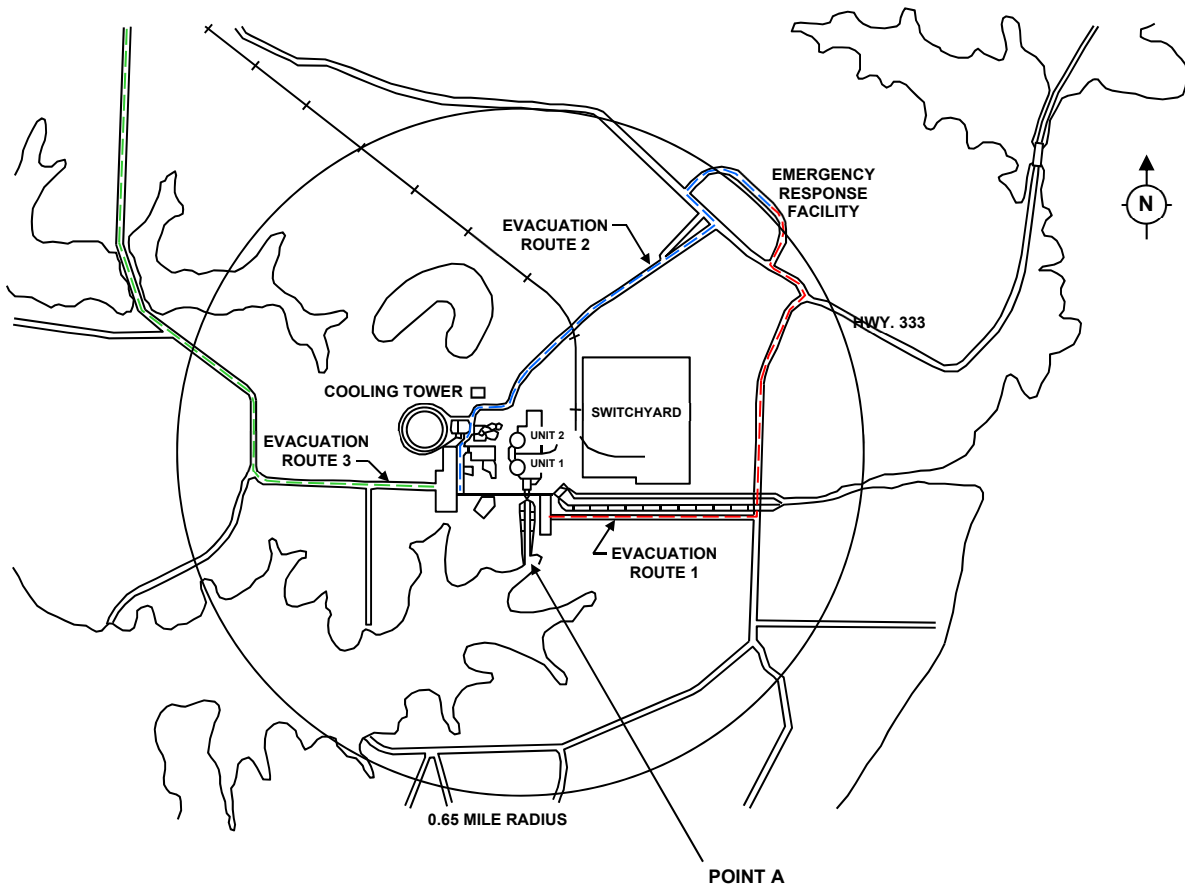 EMERGENCY
RESPONSE
FACILITY
N
EVACUATION
ROUTE 2
HWY. 333
COOLING TOWER
SWITCHYARD
UNIT 2
EVACUATION
ROUTE 3
UNIT 1
EVACUATION
ROUTE 1
0.65 MILE RADIUS
POINT A